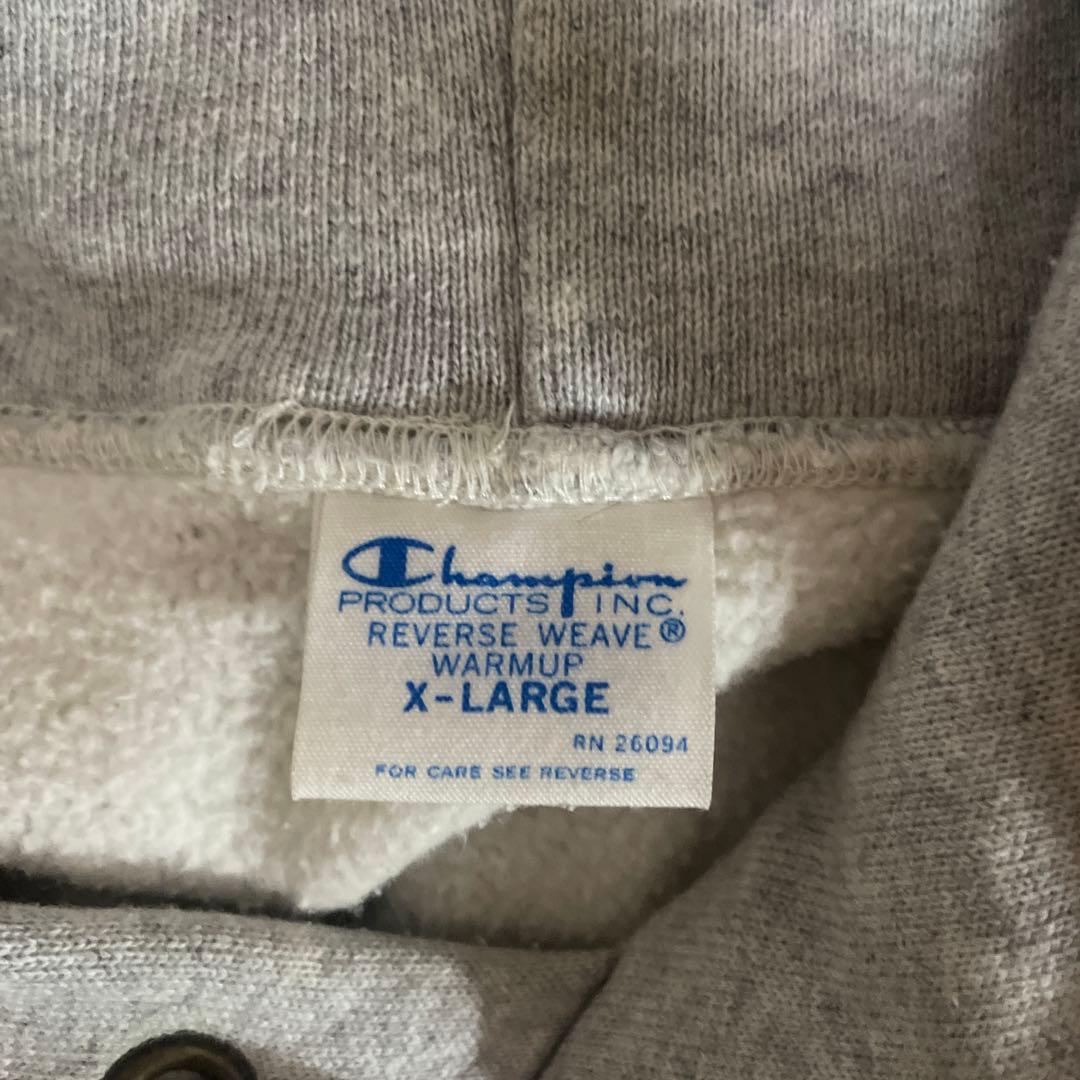 Champion
PRODUCTS INC.
REVERSE WEAVE®
WARMUP
X-LARGE
RN 26094
FOR CARE SEE REVERSE